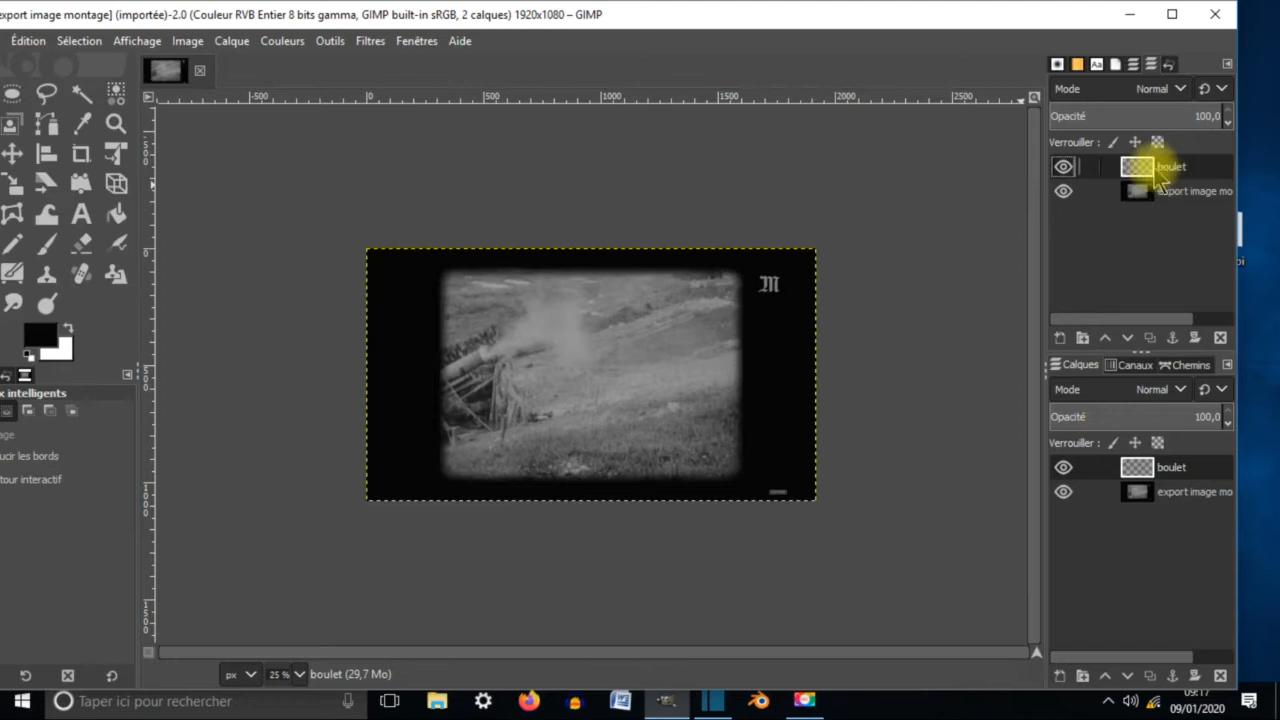 export image montage] (importée)-2.0 (Couleur RVB Entier 8 bits gamma, GIMP built-in sRGB, 2 calques) 1920x1080 – GIMP
Édition Sélection Affichage Image Calque Couleurs Outils Filtres Fenêtres Aide
-500 0 500 1000 1500 2000 2500
Mode Normal
Opacité 100,0
Verrouiller :
boulet
export image mo
M
Calques Canaux Chemins
Mode Normal
Opacité 100,0
Verrouiller :
boulet
export image mo
x intelligents
age
ucir les bords
tour interactif
px 25 % boulet (29,7 Mo)
Taper ici pour rechercher
09:17
09/01/2020